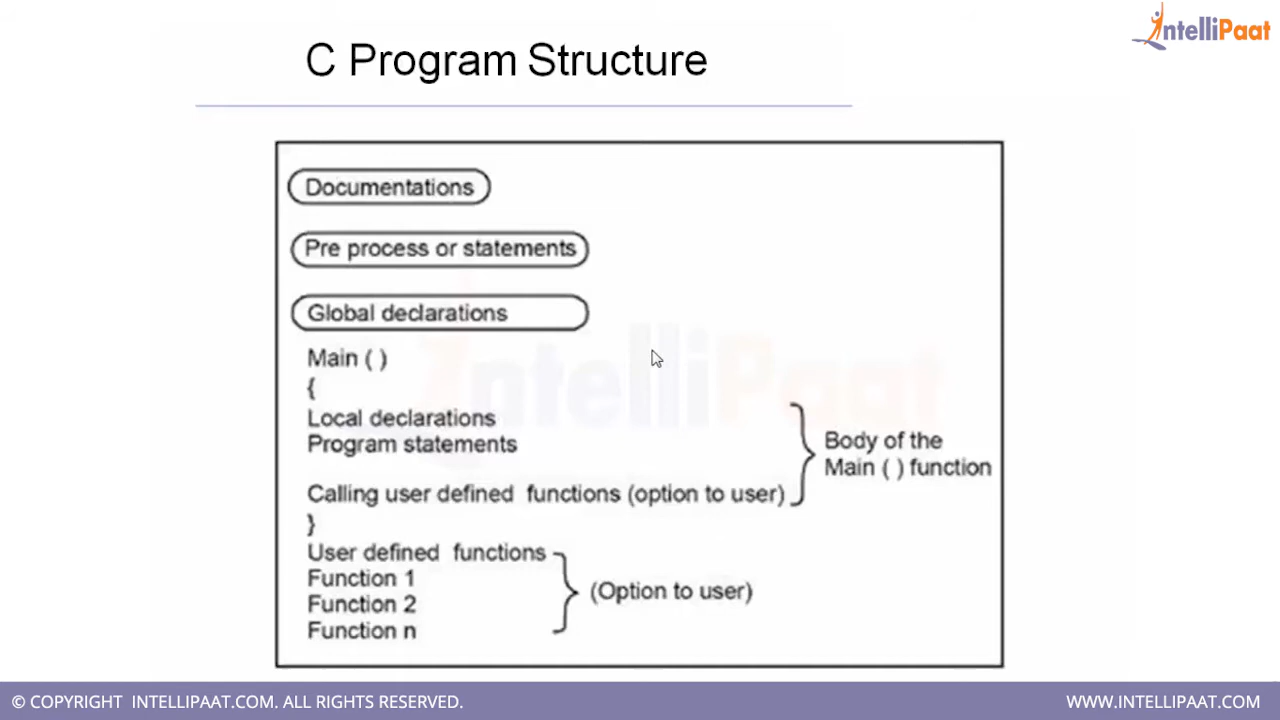 IntelliPaat
C Program Structure
Documentations
Pre process or statements
Global declarations
Main ( )
{
Local declarations
Program statements
Body of the
Main ( ) function
Calling user defined functions (option to user)
}
User defined functions
Function 1
Function 2
Function n
(Option to user)
IntelliPaat
© COPYRIGHT INTELLIPAAT.COM. ALL RIGHTS RESERVED.
WWW.INTELLIPAAT.COM